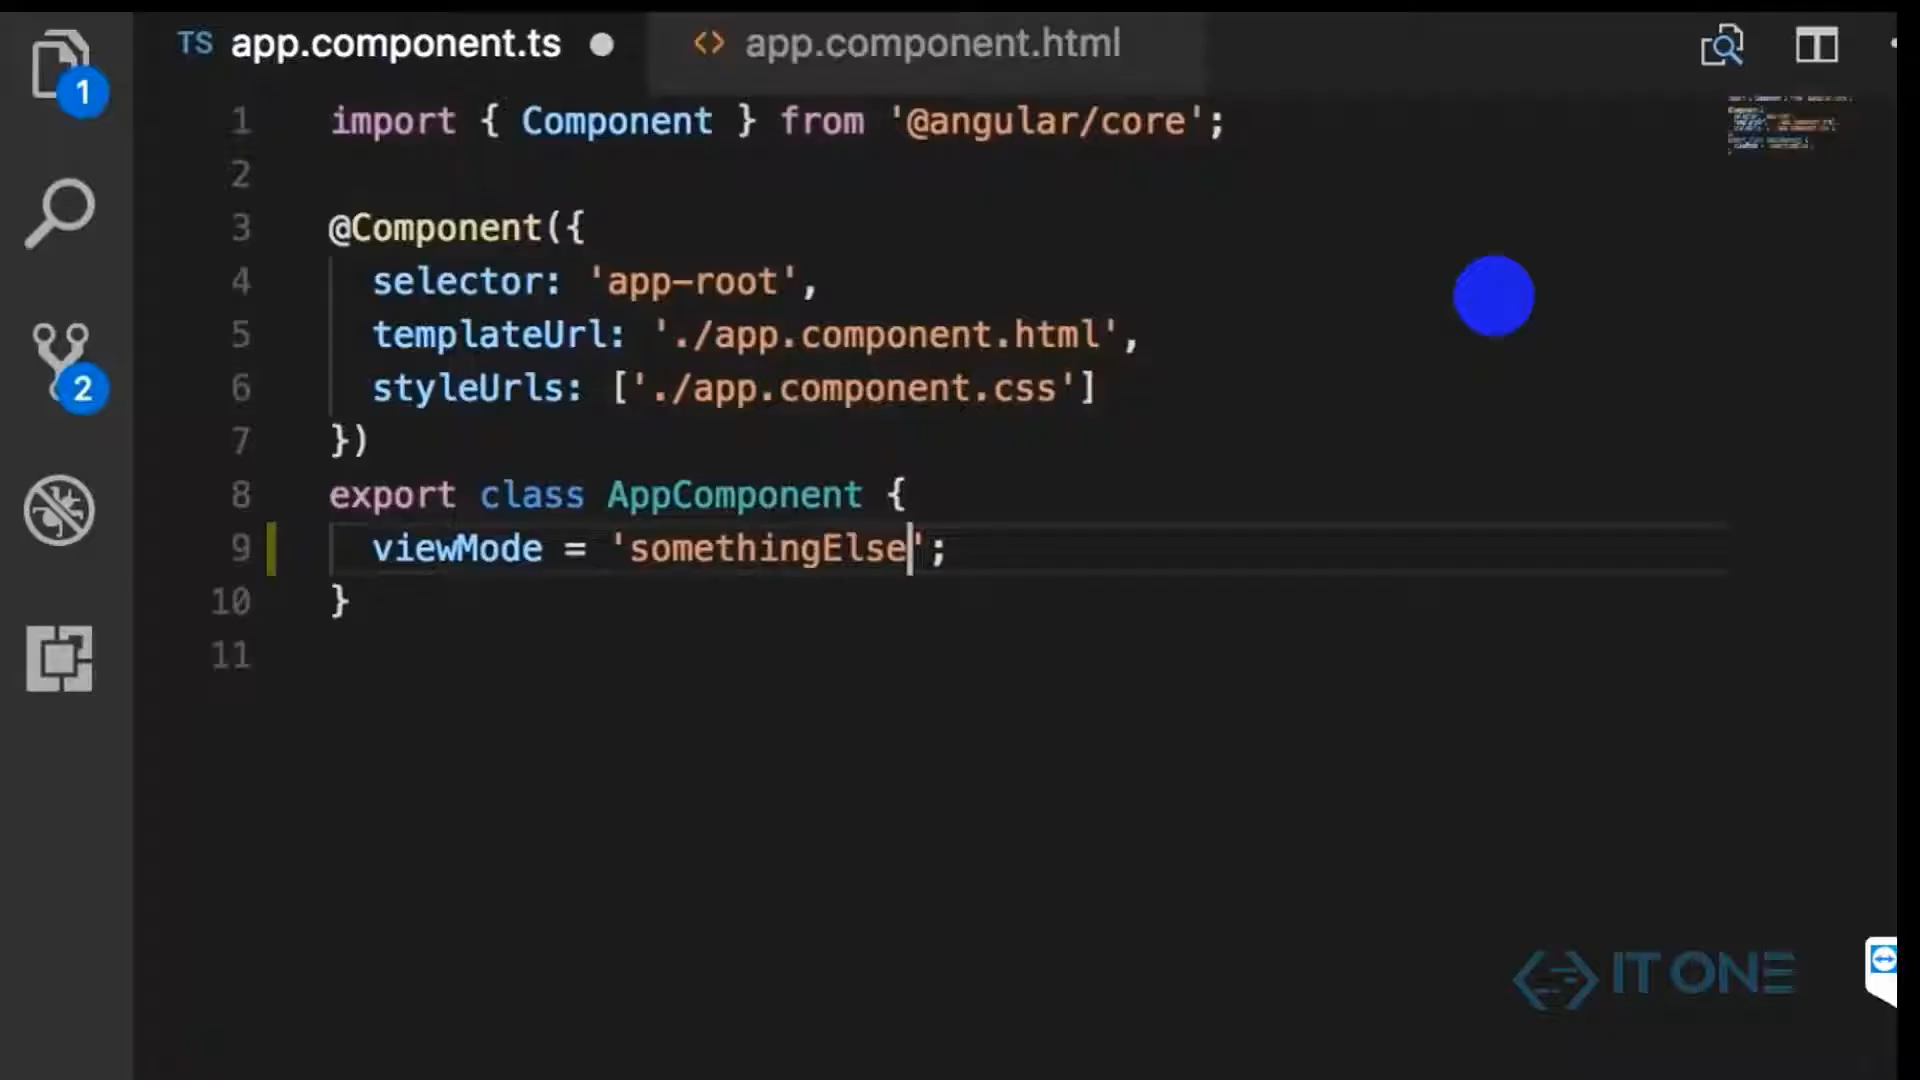 TS app.component.ts ● <> app.component.html
1
1 import { Component } from '@angular/core';
2
3 @Component({
4 selector: 'app-root',
5 templateUrl: './app.component.html',
6 styleUrls: ['./app.component.css']
7 })
8 export class AppComponent {
9 viewMode = 'somethingElse';
10 }
11
2
IT ONE